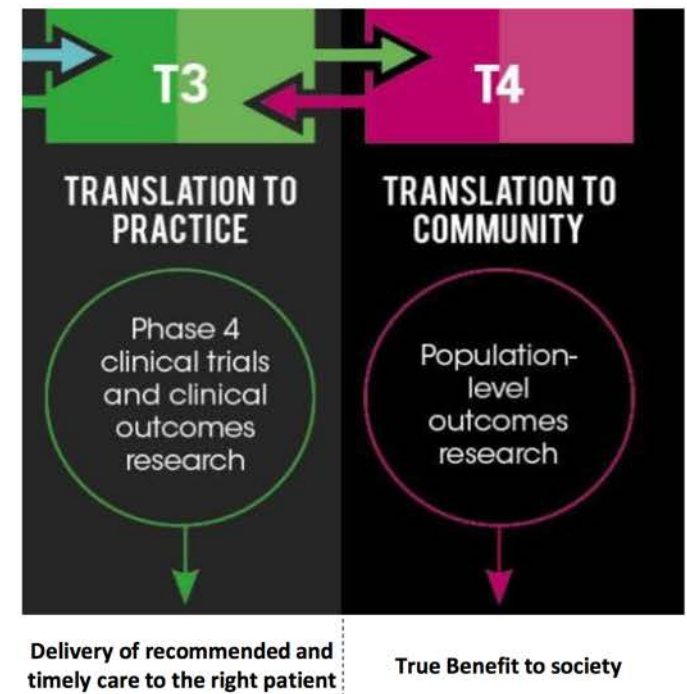 T3
TRANSLATION TO
PRACTICE
Phase 4
clinical trials
and clinical
outcomes
research
Delivery of recommended and
timely care to the right patient
T4
TRANSLATION TO
COMMUNITY
Population-
level
outcomes
research
True Benefit to society